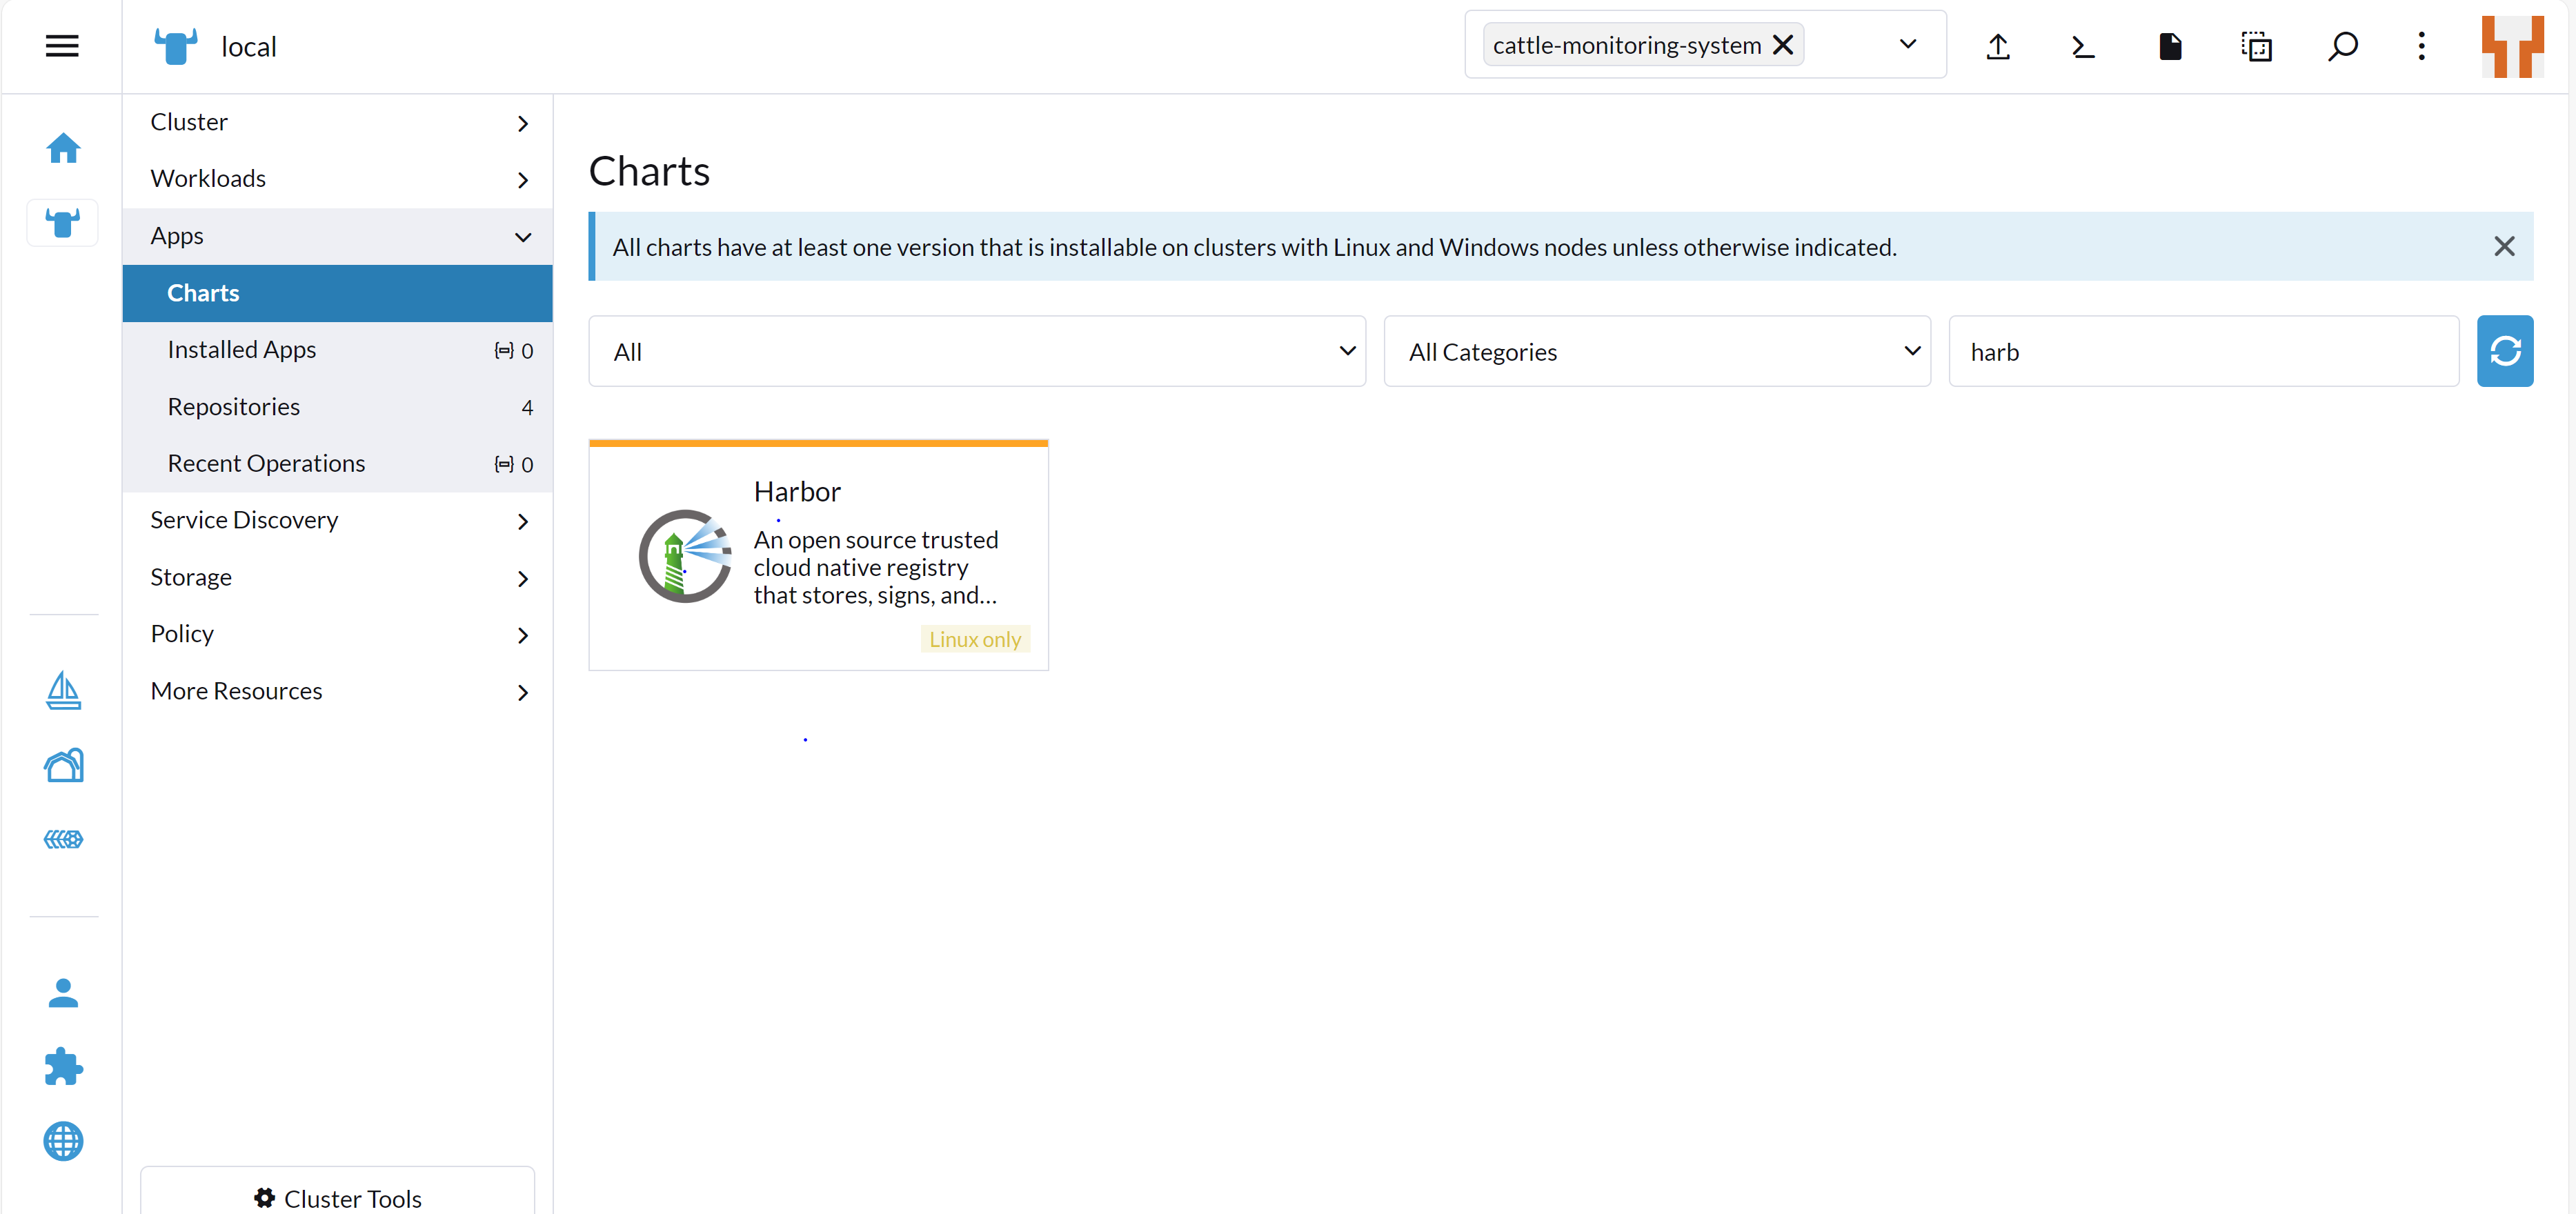 local
cattle-monitoring-system
Cluster
Workloads
Apps
Charts
Installed Apps 0
Repositories 4
Recent Operations 0
Service Discovery
Storage
Policy
More Resources
Cluster Tools
Charts
All charts have at least one version that is installable on clusters with Linux and Windows nodes unless otherwise indicated.
All
All Categories
harb
Harbor
An open source trusted
cloud native registry
that stores, signs, and...
Linux only